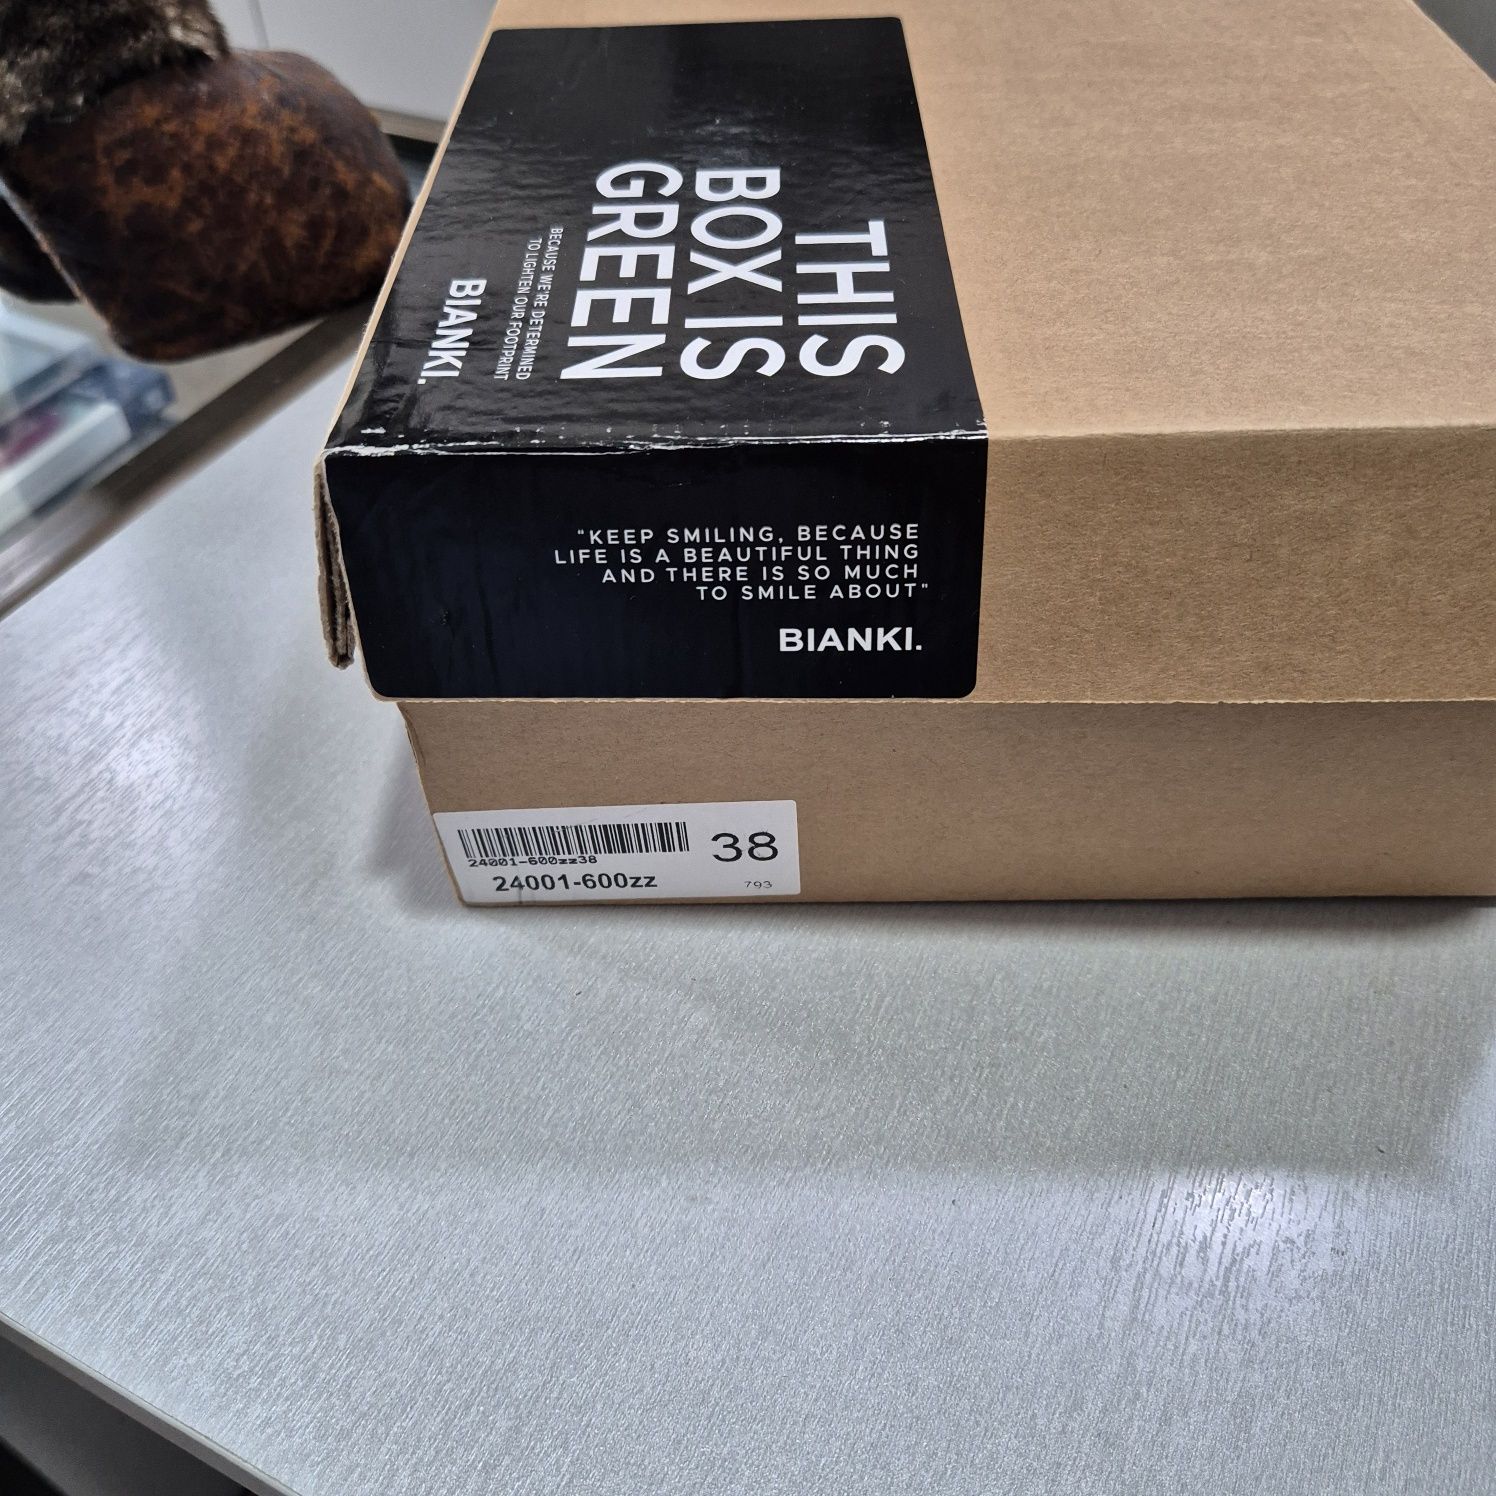 THIS
BOX IS
GREEN
BECAUSE WE'RE DETERMINED
TO LIGHTEN OUR FOOTPRINT
BIANKI.
"KEEP SMILING, BECAUSE
LIFE IS A BEAUTIFUL THING
AND THERE IS SO MUCH
TO SMILE ABOUT"
BIANKI.
24001-600zz38
38
24001-600zz
793